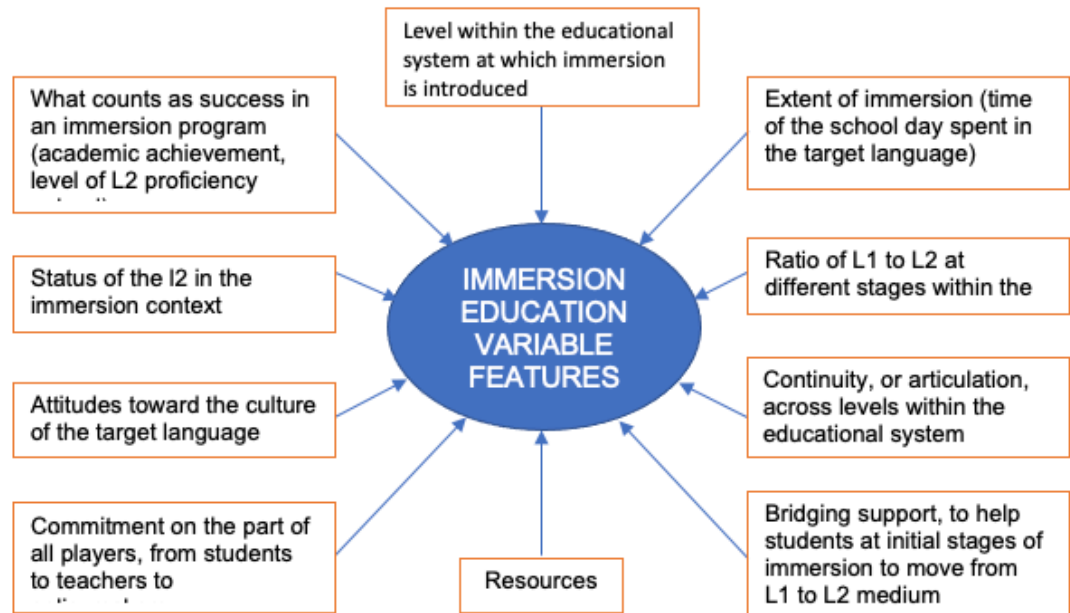 Level within the educational
system at which immersion
is introduced
What counts as success in
an immersion program
(academic achievement,
level of L2 proficiency
Extent of immersion (time
of the school day spent in
the target language)
Status of the l2 in the
immersion context
IMMERSION
EDUCATION
VARIABLE
FEATURES
Ratio of L1 to L2 at
different stages within the
Attitudes toward the culture
of the target language
Continuity, or articulation,
across levels within the
educational system
Commitment on the part of
all players, from students
to teachers to
Resources
Bridging support, to help
students at initial stages of
immersion to move from
L1 to L2 medium